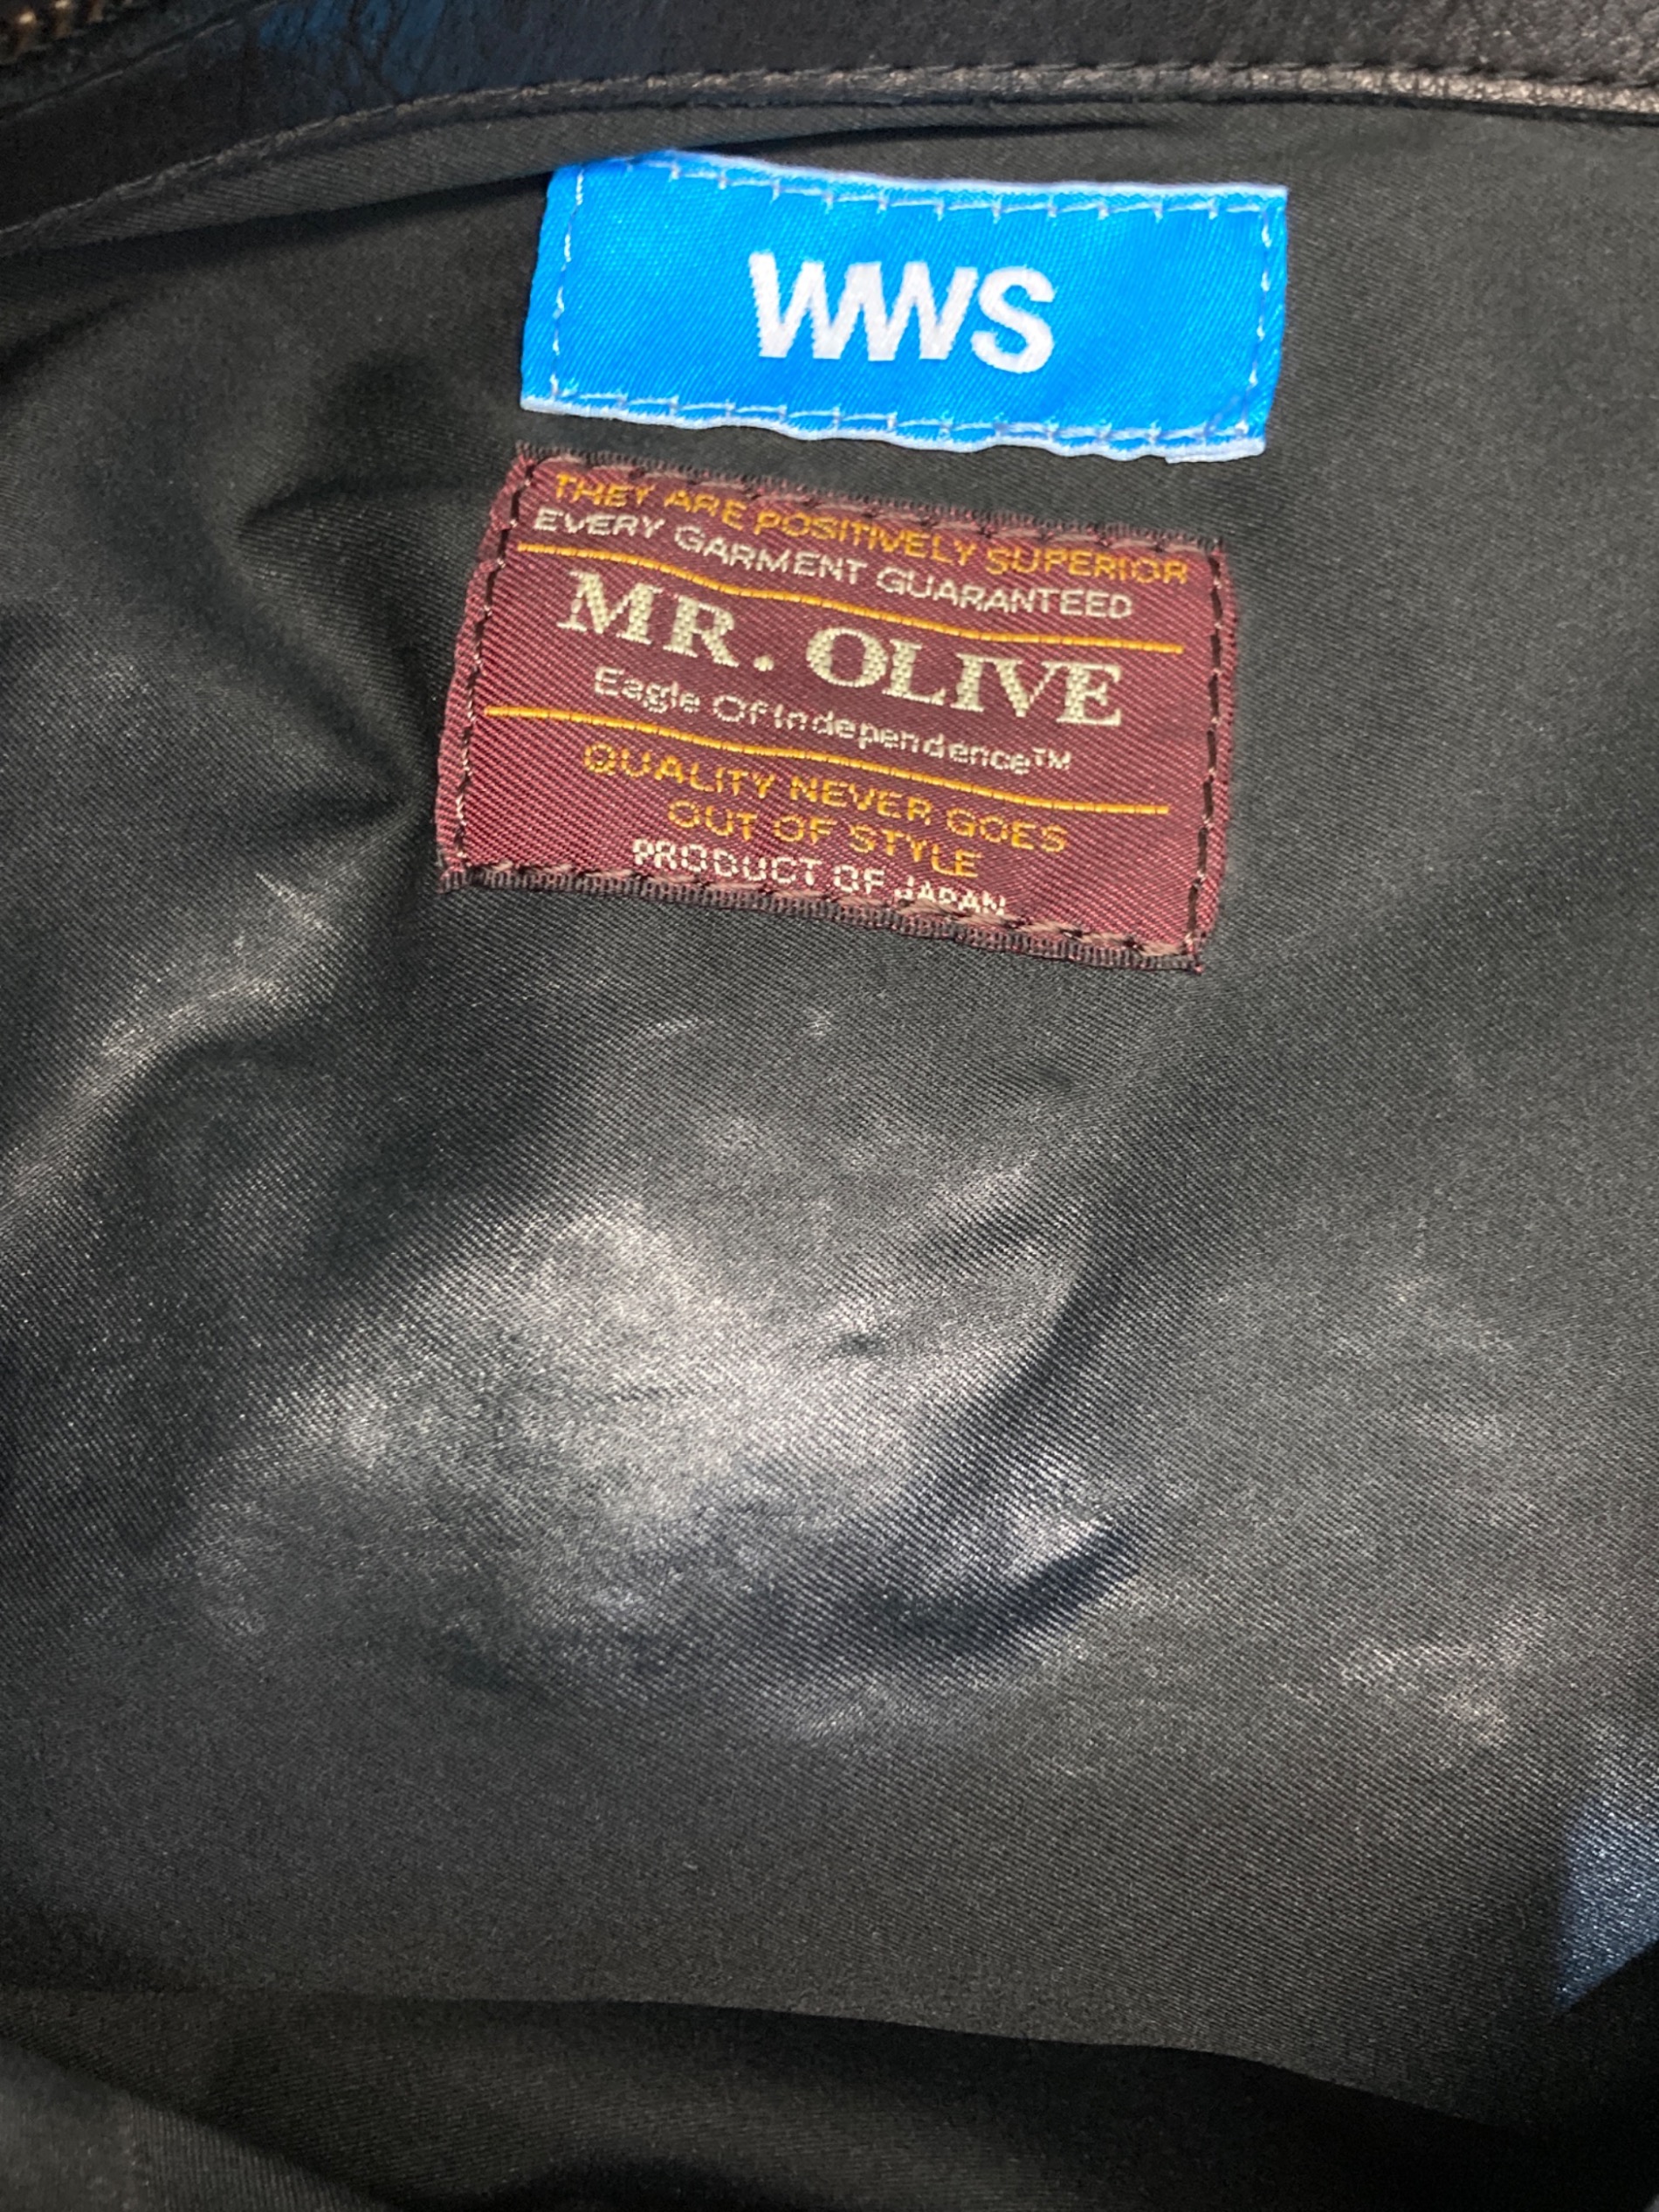 WWS
THEY ARE POSITIVELY SUPERIOR
EVERY GARMENT GUARANTEED
MR. OLIVE
Eagle Of Independence™
QUALITY NEVER GOES
OUT OF STYLE
PRODUCT OF JAPAN